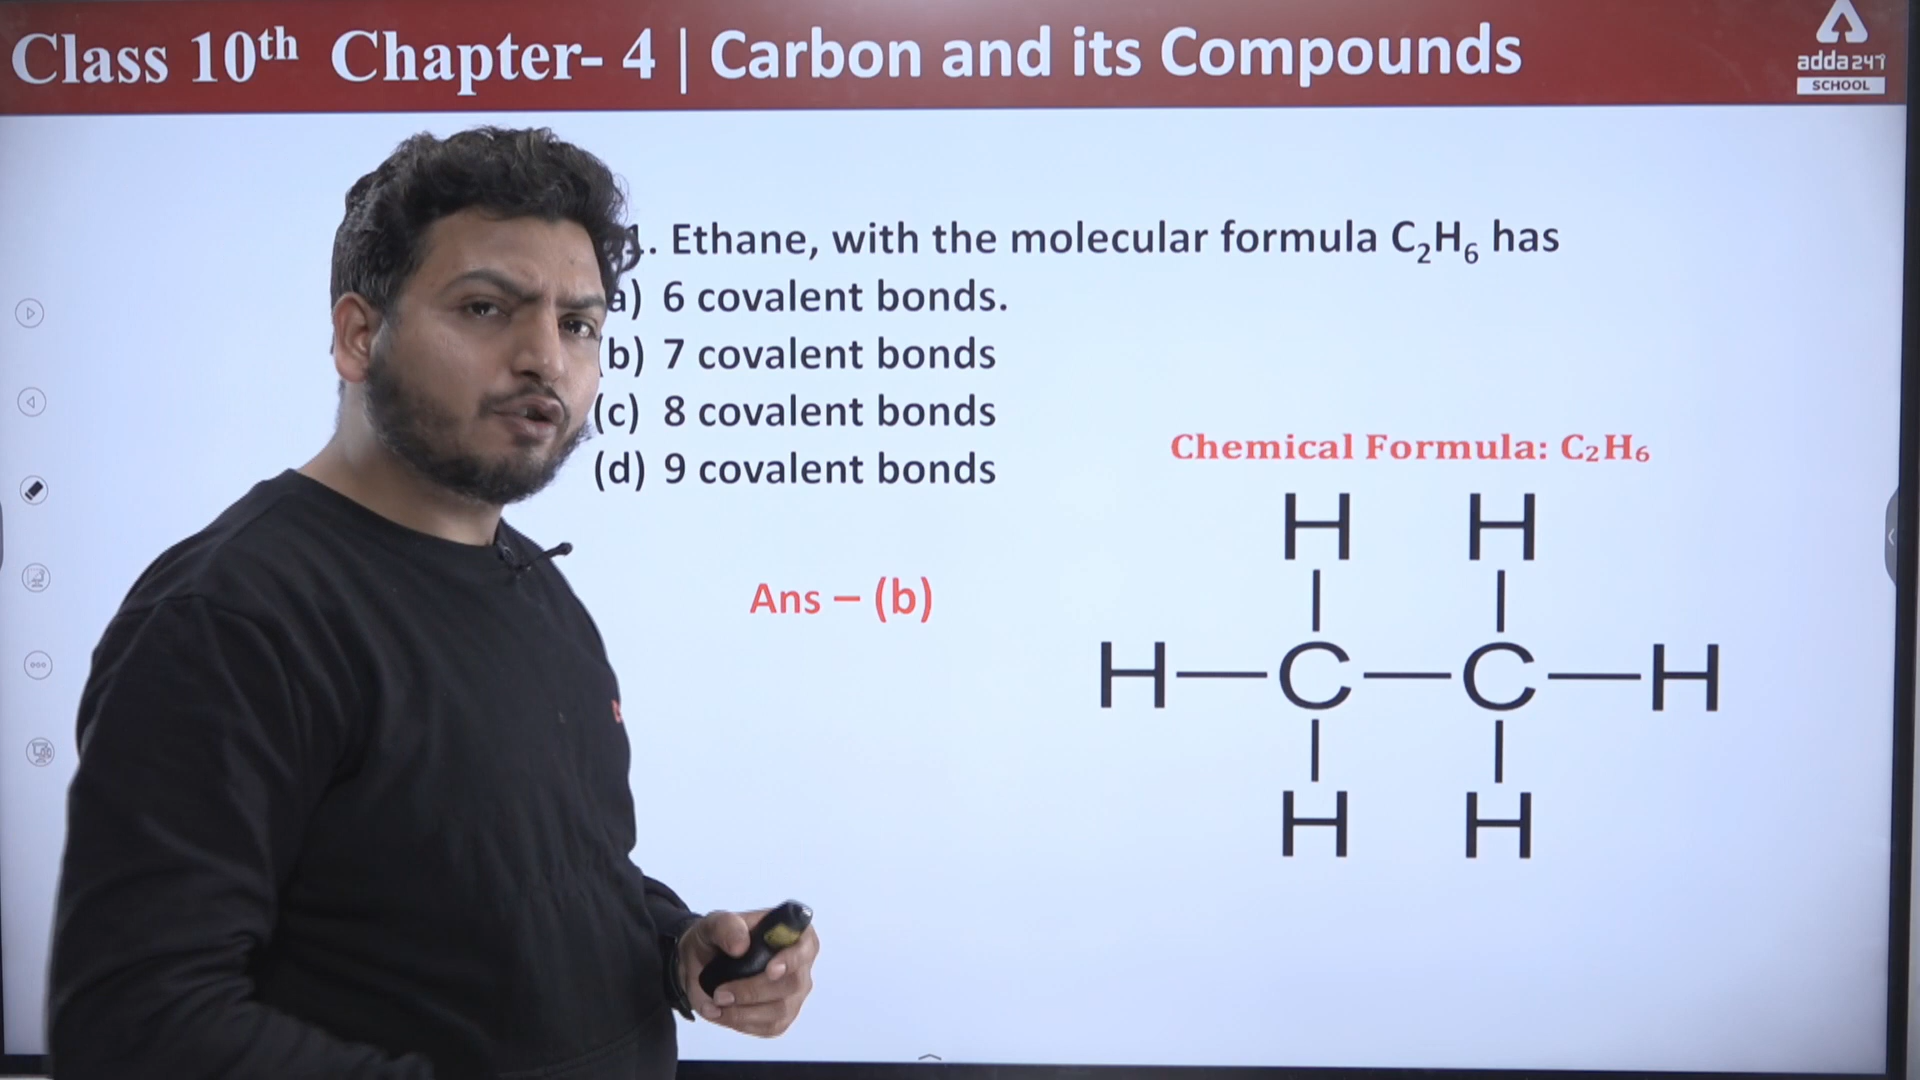 Class 10th Chapter- 4 | Carbon and its Compounds
adda247
SCHOOL
1. Ethane, with the molecular formula C₂H₆ has
a) 6 covalent bonds.
(b) 7 covalent bonds
(c) 8 covalent bonds
(d) 9 covalent bonds
Chemical Formula: C₂H₆
Ans – (b)
H H
H C C H
H H